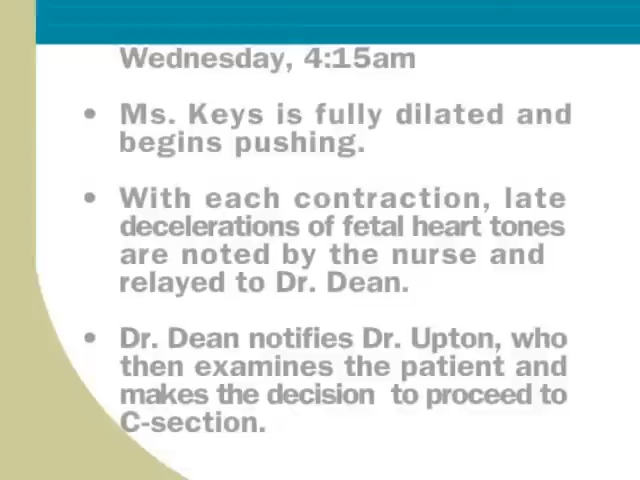 Wednesday, 4:15am
• Ms. Keys is fully dilated and
begins pushing.
• With each contraction, late
decelerations of fetal heart tones
are noted by the nurse and
relayed to Dr. Dean.
• Dr. Dean notifies Dr. Upton, who
then examines the patient and
makes the decision to proceed to
C-section.